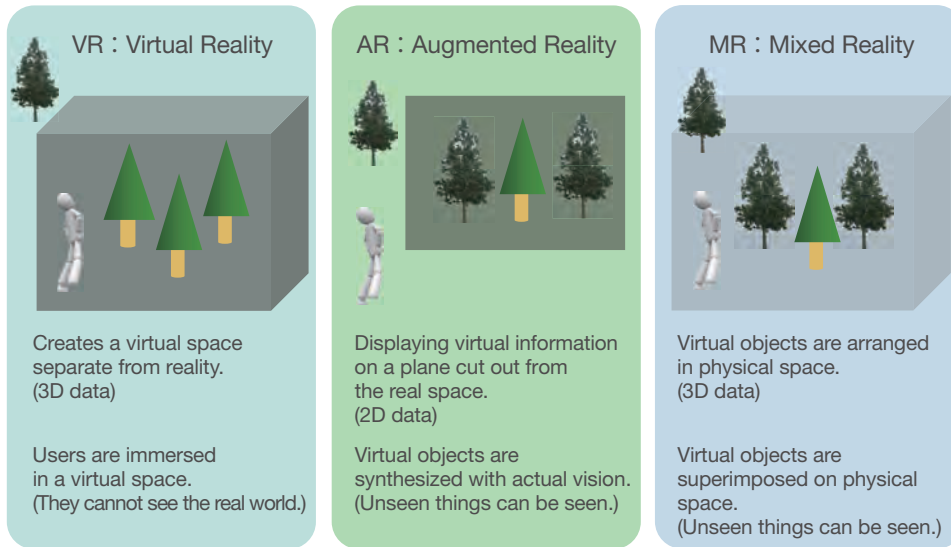 VR：Virtual Reality
Creates a virtual space
separate from reality.
(3D data)
Users are immersed
in a virtual space.
(They cannot see the real world.)
AR：Augmented Reality
Displaying virtual information
on a plane cut out from
the real space.
(2D data)
Virtual objects are
synthesized with actual vision.
(Unseen things can be seen.)
MR：Mixed Reality
Virtual objects are arranged
in physical space.
(3D data)
Virtual objects are
superimposed on physical
space.
(Unseen things can be seen.)